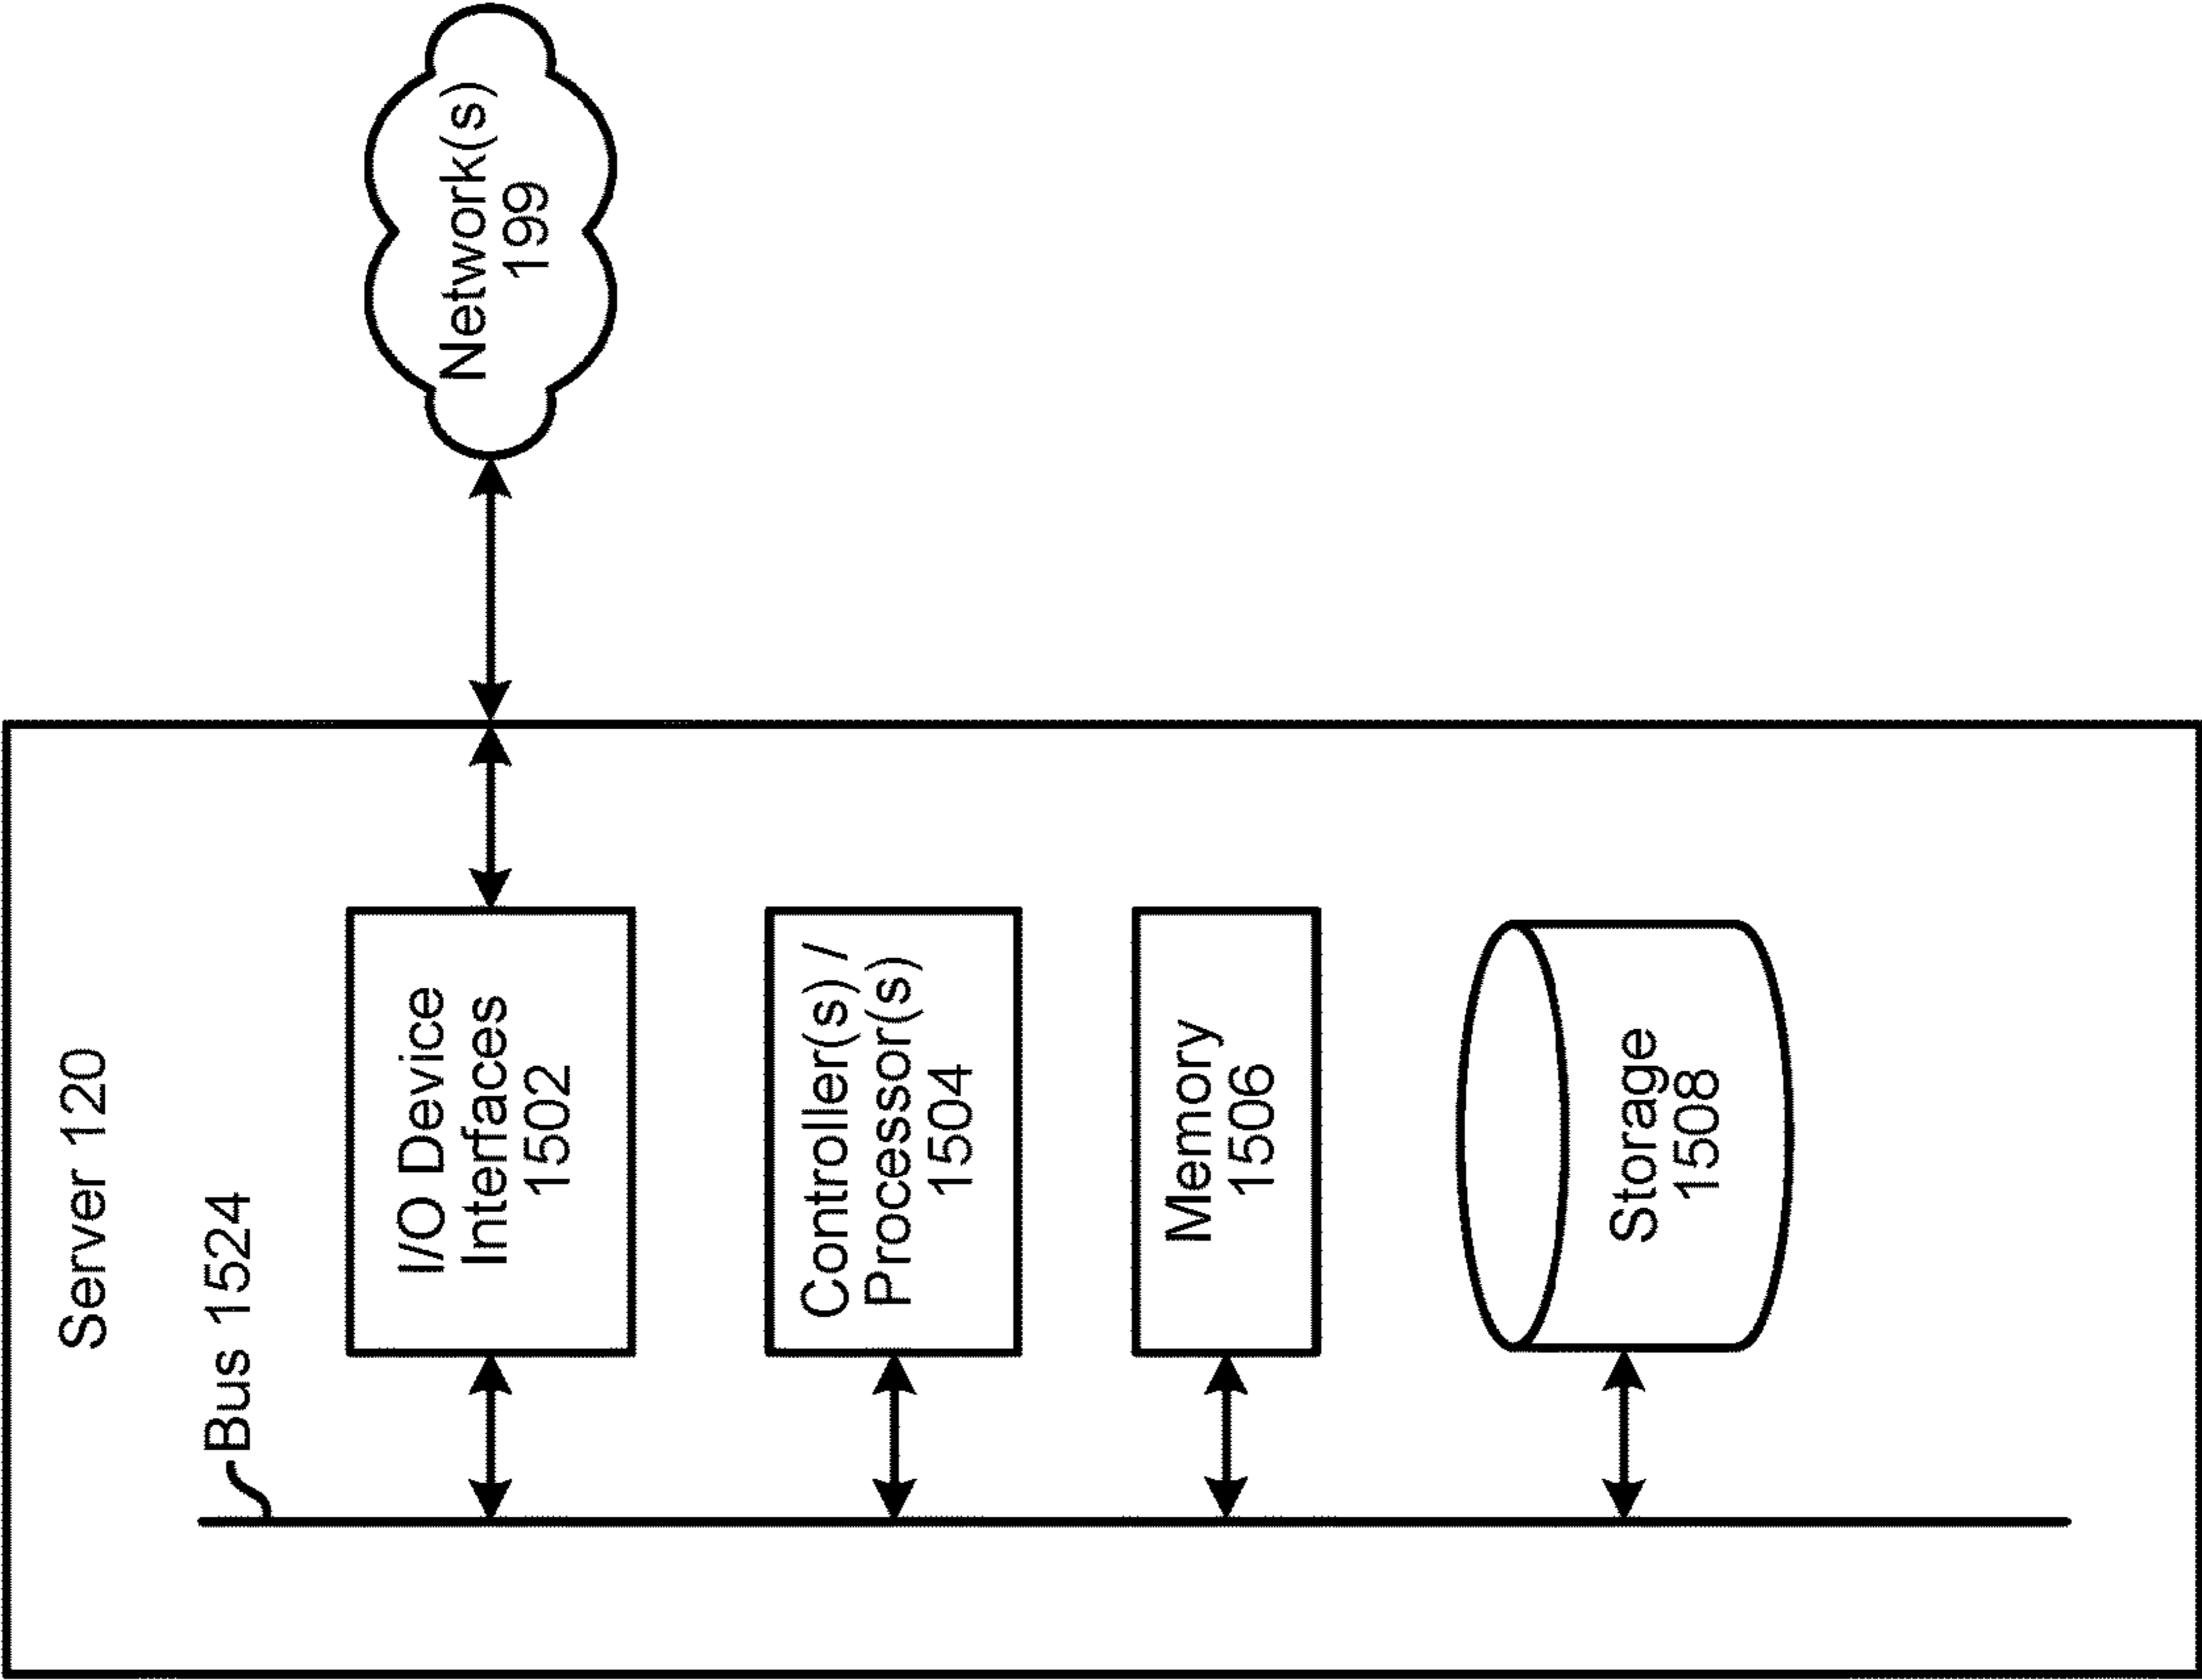 Server 120
Bus 1524
I/O Device
Interfaces
1502
Network(s)
199
Controller(s) /
Processor(s)
1504
Memory
1506
Storage
1508